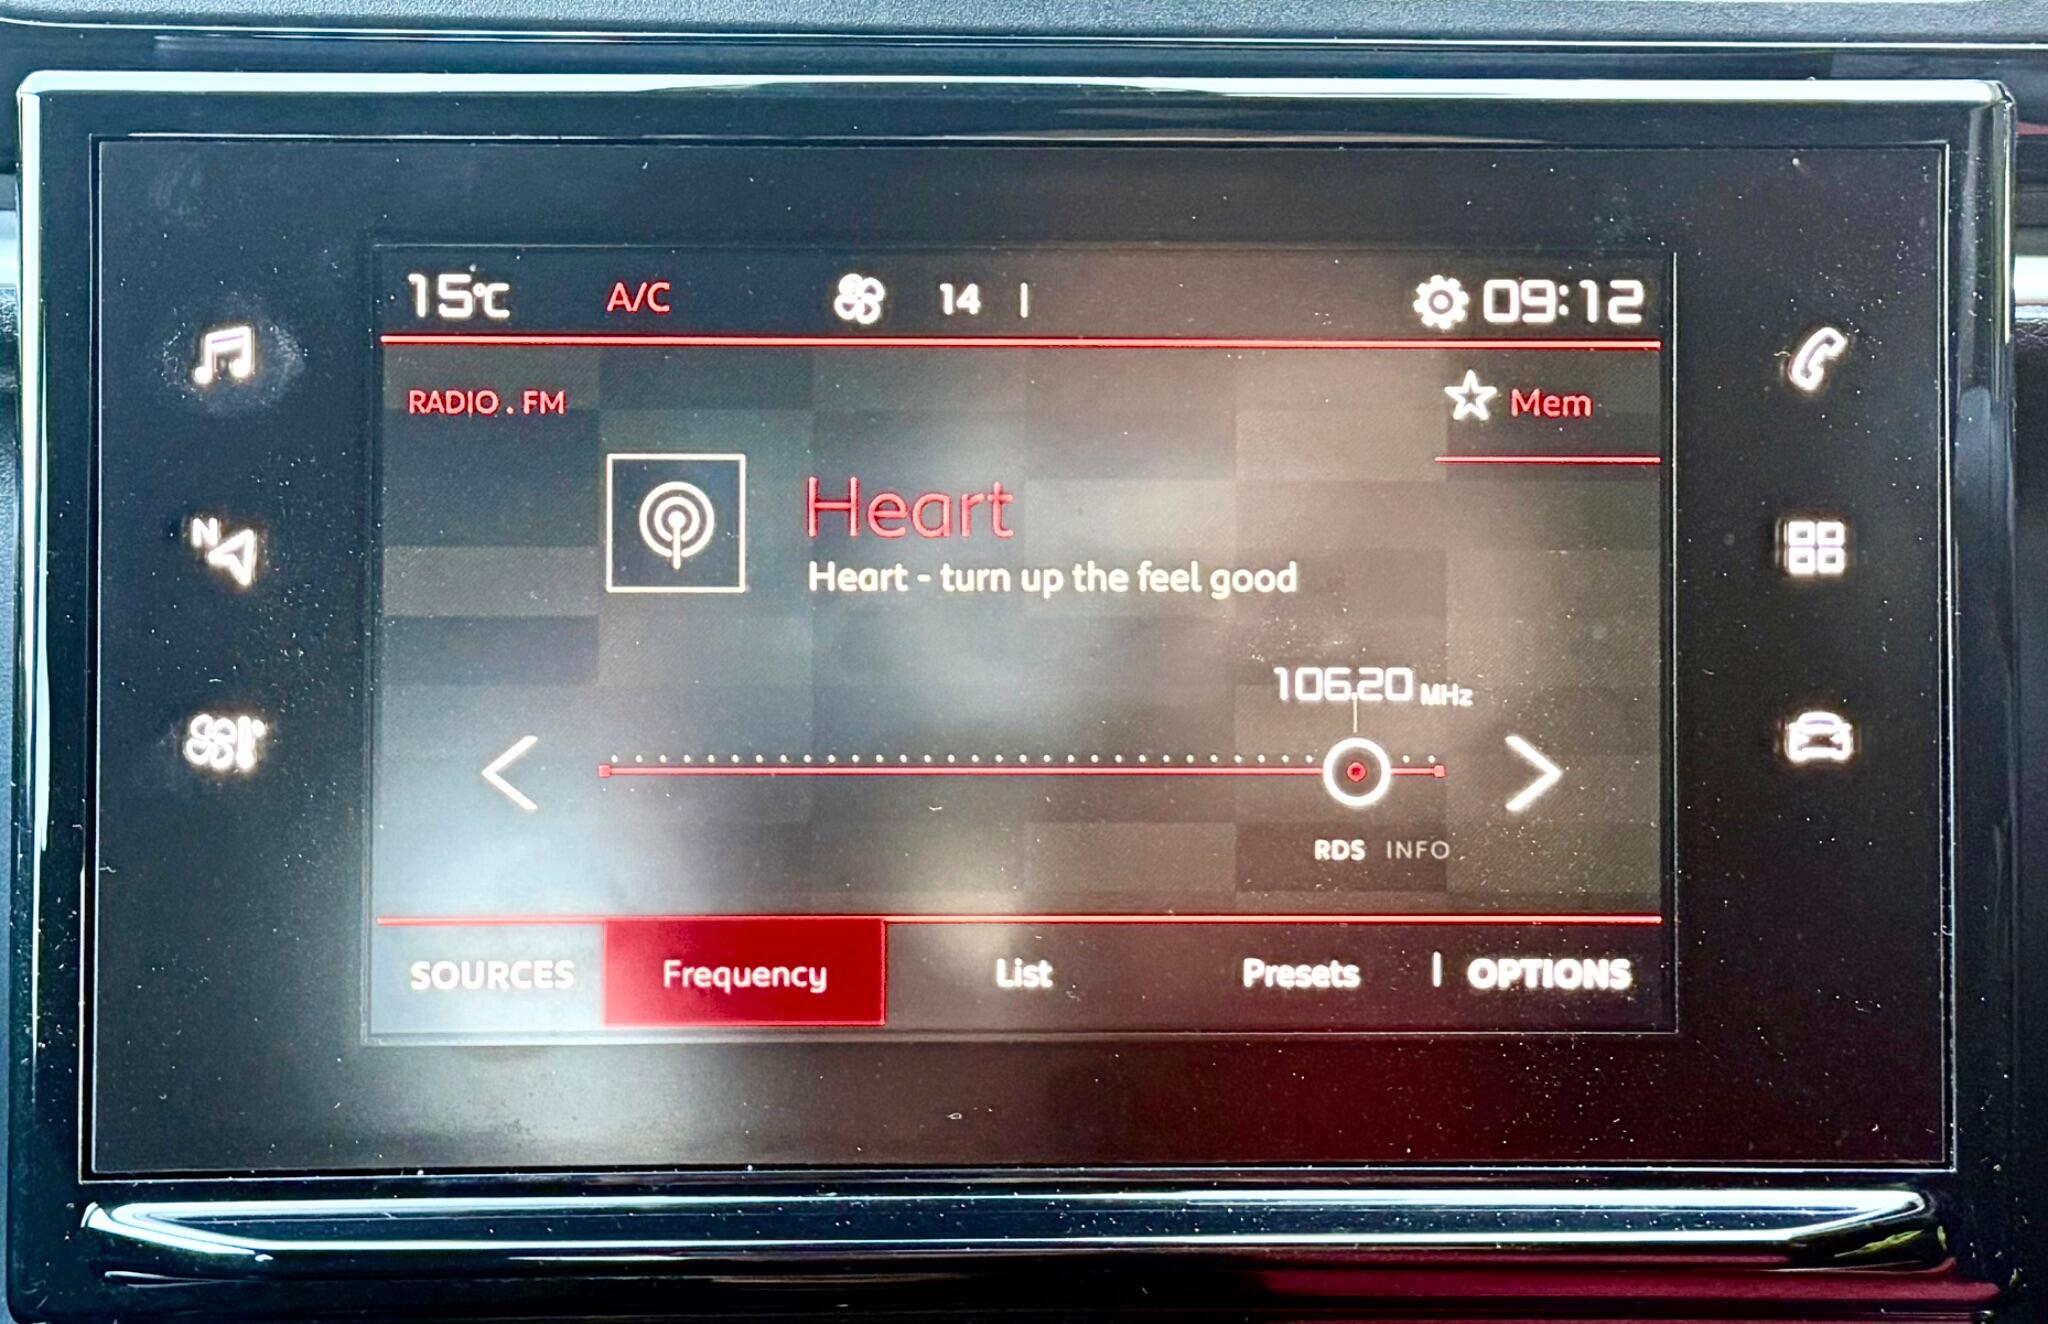 15°C A/C 14 09:12
RADIO . FM Mem
Heart
Heart - turn up the feel good
106.20 MHz
N
RDS INFO
SOURCES Frequency List Presets OPTIONS